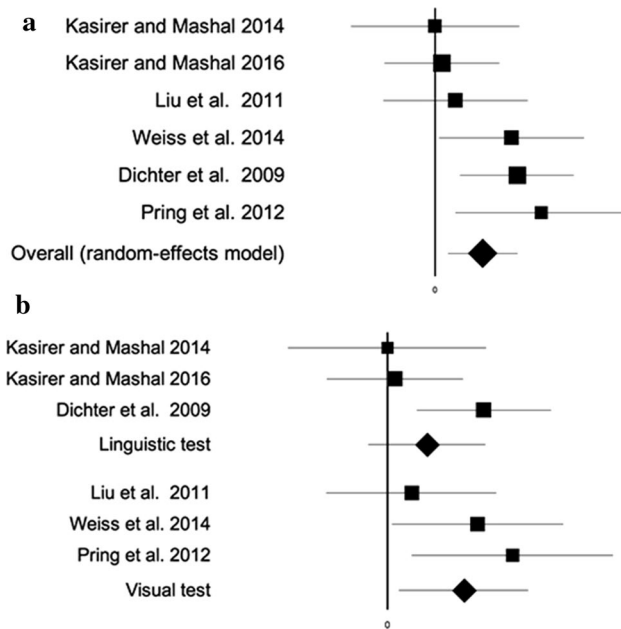 a
Kasirer and Mashal 2014
Kasirer and Mashal 2016
Liu et al. 2011
Weiss et al. 2014
Dichter et al. 2009
Pring et al. 2012
Overall (random-effects model)
0
b
Kasirer and Mashal 2014
Kasirer and Mashal 2016
Dichter et al. 2009
Linguistic test
Liu et al. 2011
Weiss et al. 2014
Pring et al. 2012
Visual test
0